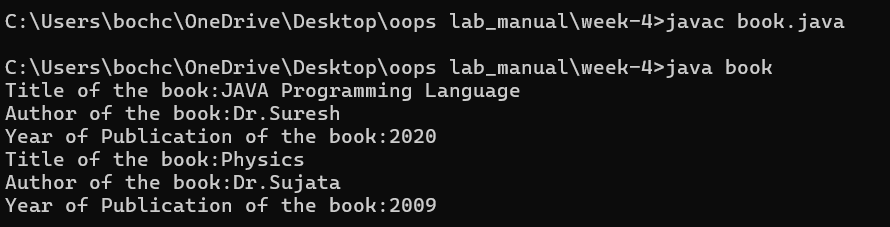 C:\Users\bochc\OneDrive\Desktop\oops lab_manual\week-4>javac book.java
C:\Users\bochc\OneDrive\Desktop\oops lab_manual\week-4>java book
Title of the book:JAVA Programming Language
Author of the book:Dr.Suresh
Year of Publication of the book:2020
Title of the book:Physics
Author of the book:Dr.Sujata
Year of Publication of the book:2009